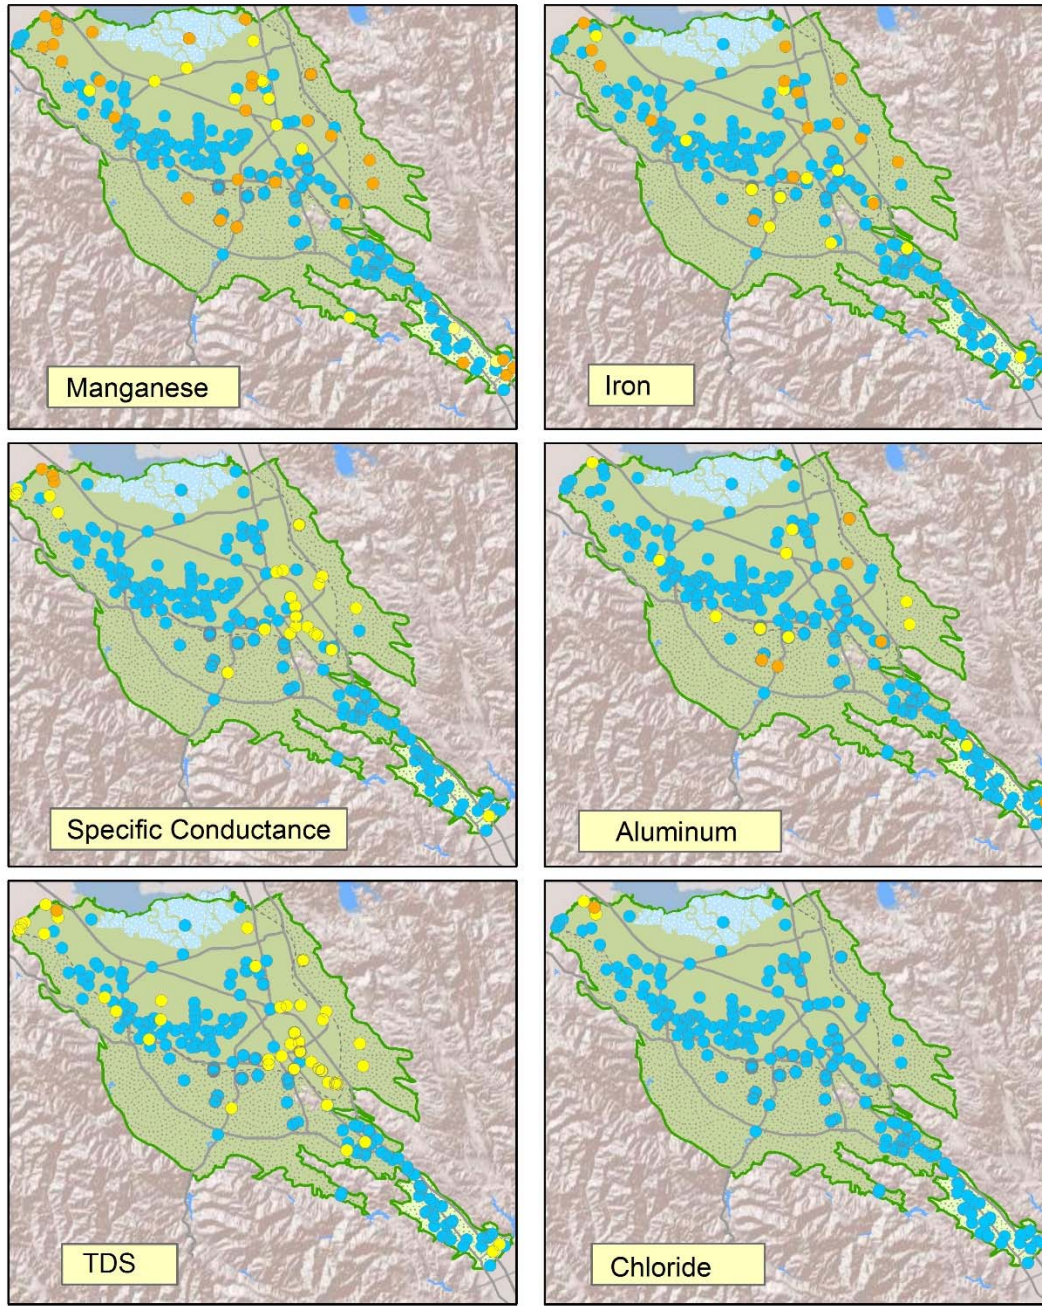 Manganese
Iron
Specific Conductance
Aluminum
TDS
Chloride